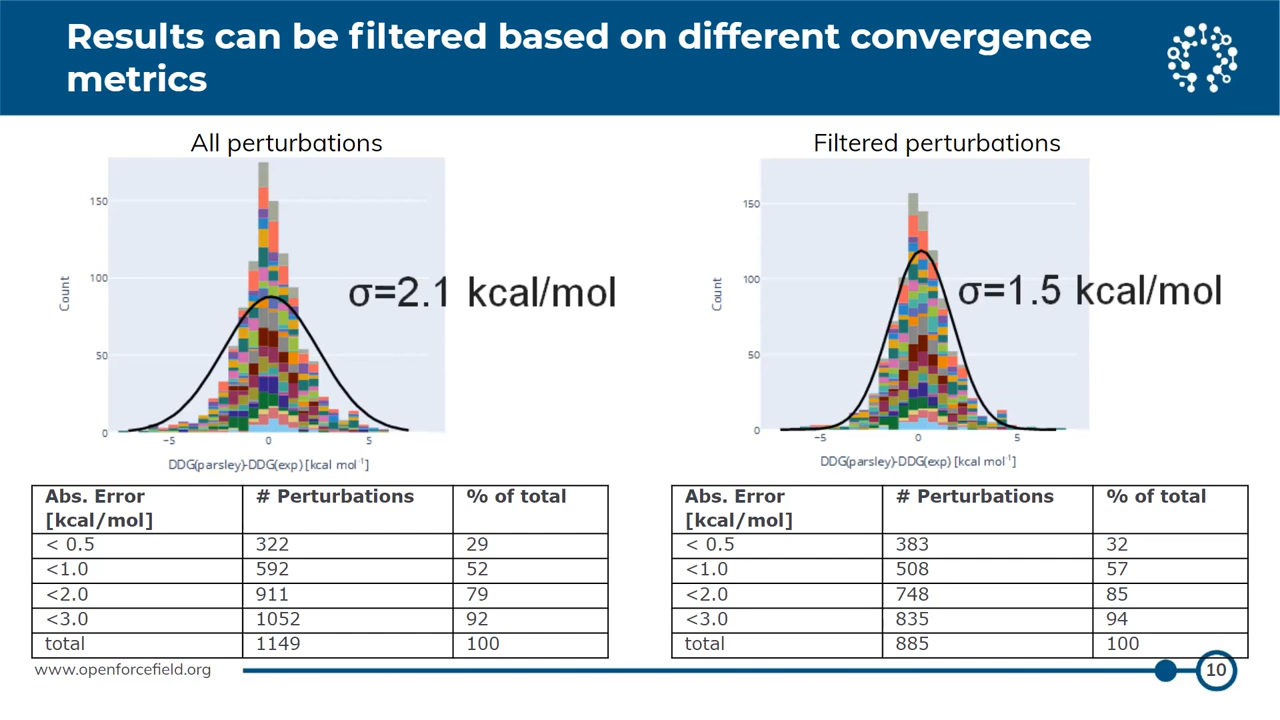 Results can be filtered based on different convergence
metrics
All perturbations
150
100
50
0
Count
−5
0
5
DDG(parsley)-DDG(exp) [kcal mol⁻¹]
σ=2.1 kcal/mol
Filtered perturbations
150
100
50
0
Count
−5
0
5
DDG(parsley)-DDG(exp) [kcal mol⁻¹]
σ=1.5 kcal/mol
Abs. Error [kcal/mol] # Perturbations % of total
< 0.5 322 29
<1.0 592 52
<2.0 911 79
<3.0 1052 92
total 1149 100
Abs. Error [kcal/mol] # Perturbations % of total
< 0.5 383 32
<1.0 508 57
<2.0 748 85
<3.0 835 94
total 885 100
www.openforcefield.org
10